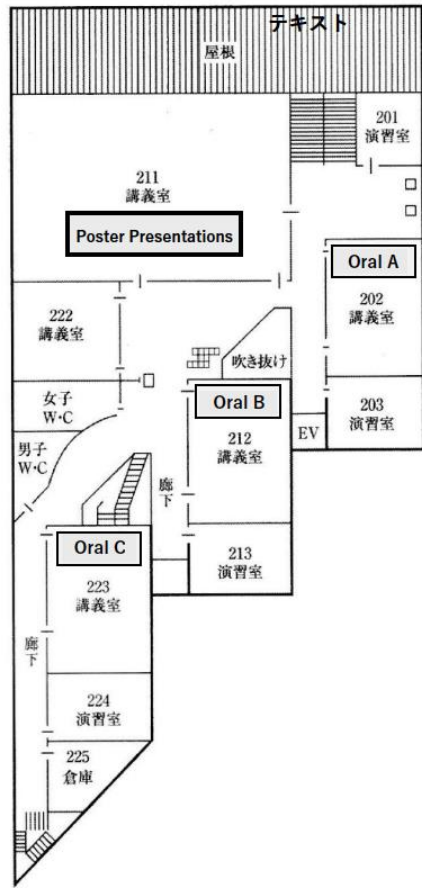 テキスト
屋根
201
演習室
211
講義室
Poster Presentations
Oral A
202
講義室
222
講義室
吹き抜け
女子
W・C
Oral B
212
講義室
203
演習室
EV
男子
W・C
廊下
Oral C
213
演習室
223
講義室
廊下
224
演習室
225
倉庫